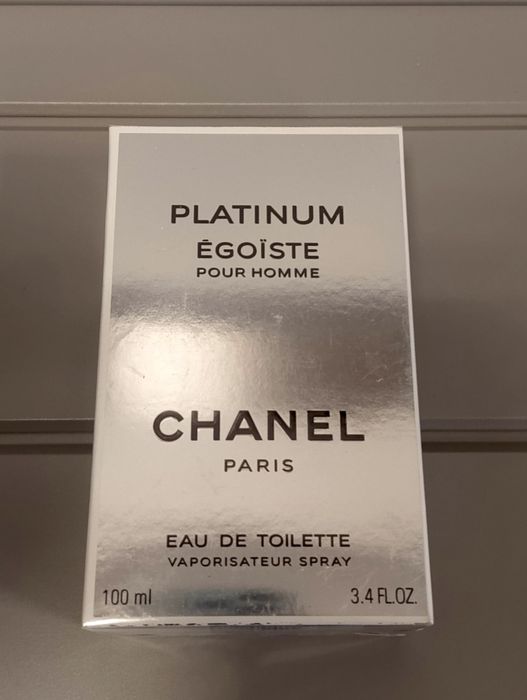 PLATINUM
ÉGOÏSTE
POUR HOMME
CHANEL
PARIS
EAU DE TOILETTE
VAPORISATEUR SPRAY
100 ml 3.4 FL.OZ.